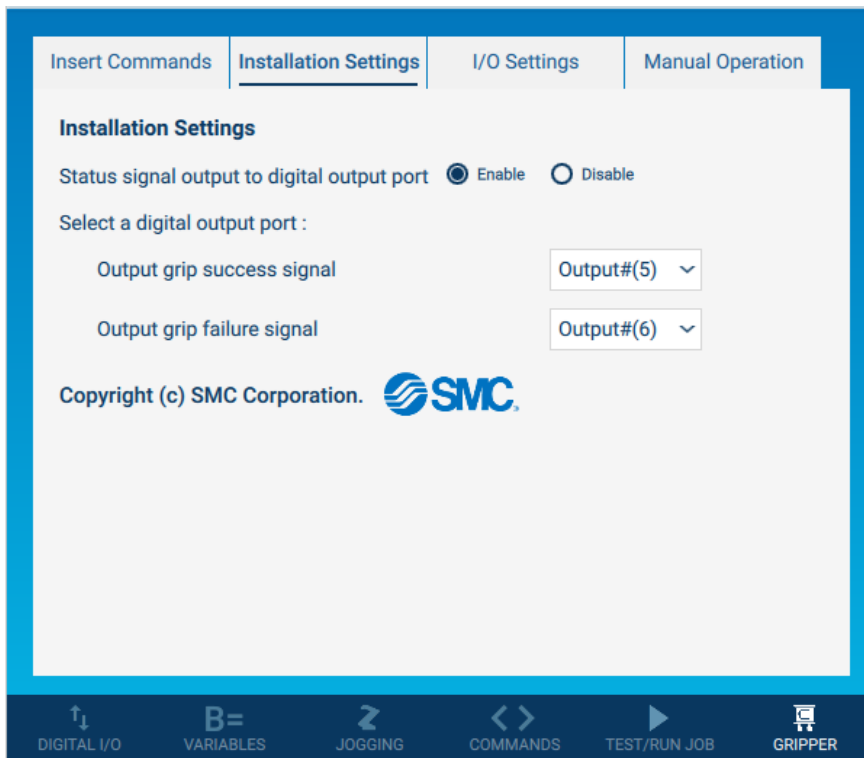 Insert Commands Installation Settings I/O Settings Manual Operation
Installation Settings
Status signal output to digital output port Enable Disable
Select a digital output port :
Output grip success signal Output#(5)
Output grip failure signal Output#(6)
Copyright (c) SMC Corporation. SMC
B=
DIGITAL I/O VARIABLES JOGGING COMMANDS TEST/RUN JOB GRIPPER